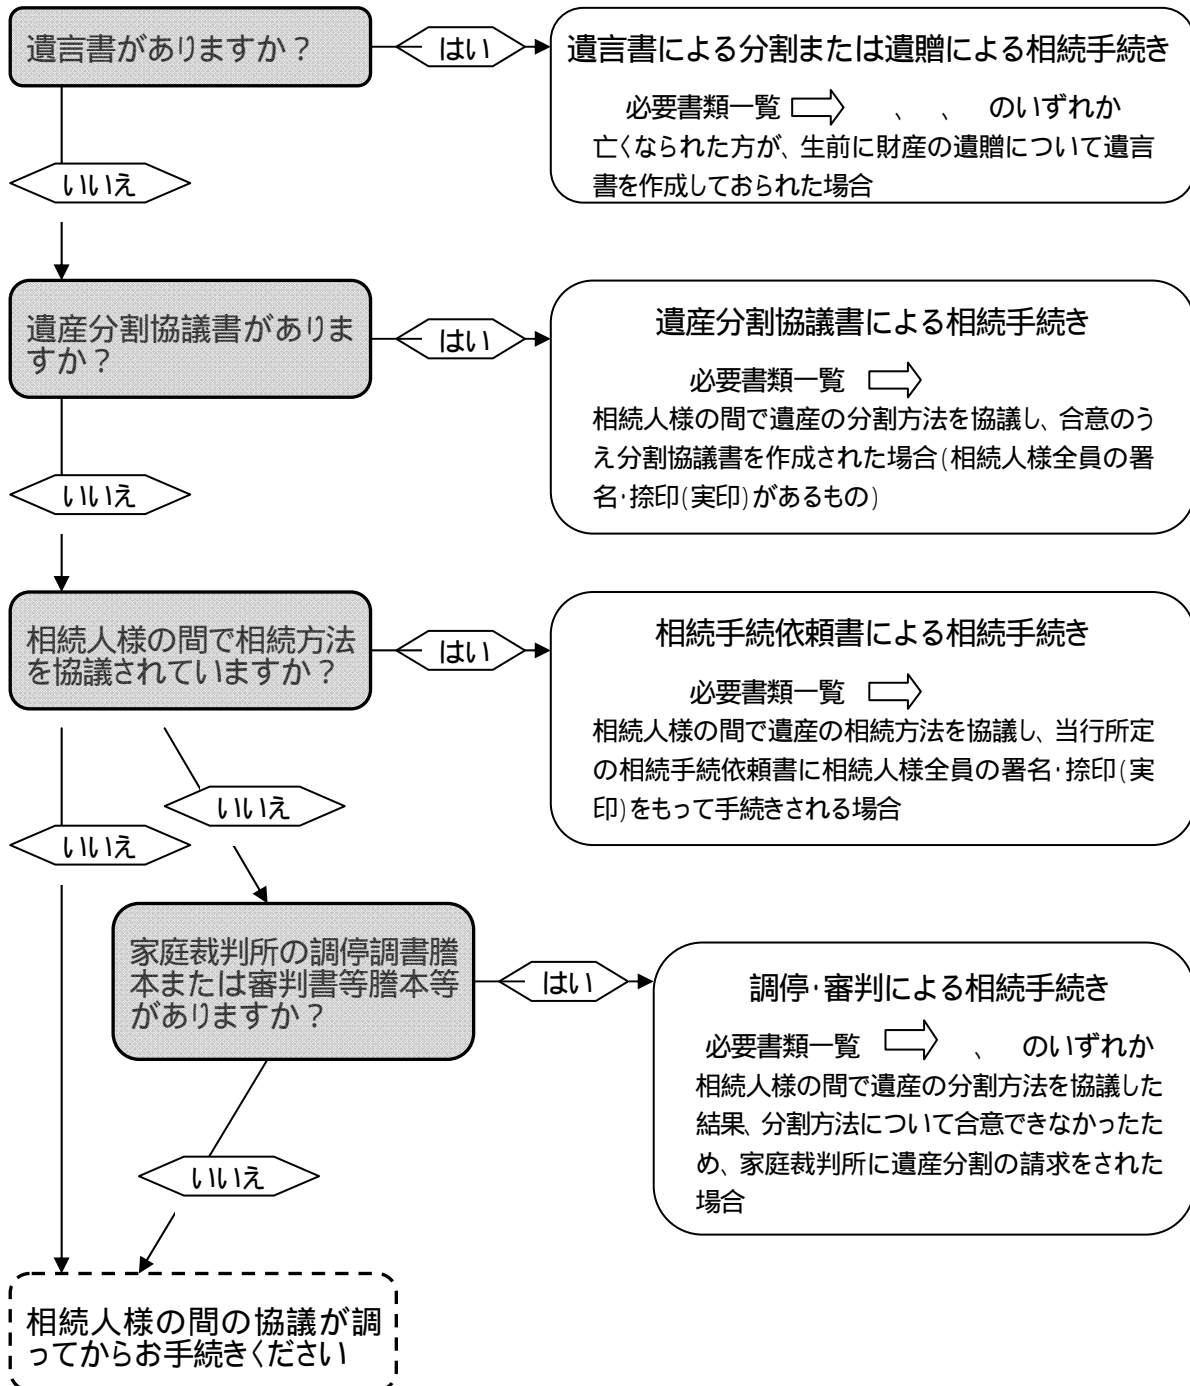 遺言書がありますか？
はい
遺言書による分割または遺贈による相続手続き
必要書類一覧 、 、 のいずれか
亡くなられた方が、生前に財産の遺贈について遺言
書を作成しておられた場合
いいえ
遺産分割協議書がありま
すか？
はい
遺産分割協議書による相続手続き
必要書類一覧
相続人様の間で遺産の分割方法を協議し、合意のう
え分割協議書を作成された場合(相続人様全員の署
名・捺印(実印)があるもの)
いいえ
相続人様の間で相続方法
を協議されていますか？
はい
相続手続依頼書による相続手続き
必要書類一覧
相続人様の間で遺産の相続方法を協議し、当行所定
の相続手続依頼書に相続人様全員の署名・捺印(実
印)をもって手続きされる場合
いいえ
いいえ
家庭裁判所の調停調書謄
本または審判書等謄本等
がありますか？
はい
調停・審判による相続手続き
必要書類一覧 、 のいずれか
相続人様の間で遺産の分割方法を協議した
結果、分割方法について合意できなかったた
め、家庭裁判所に遺産分割の請求をされた
場合
いいえ
相続人様の間の協議が調
ってからお手続きください